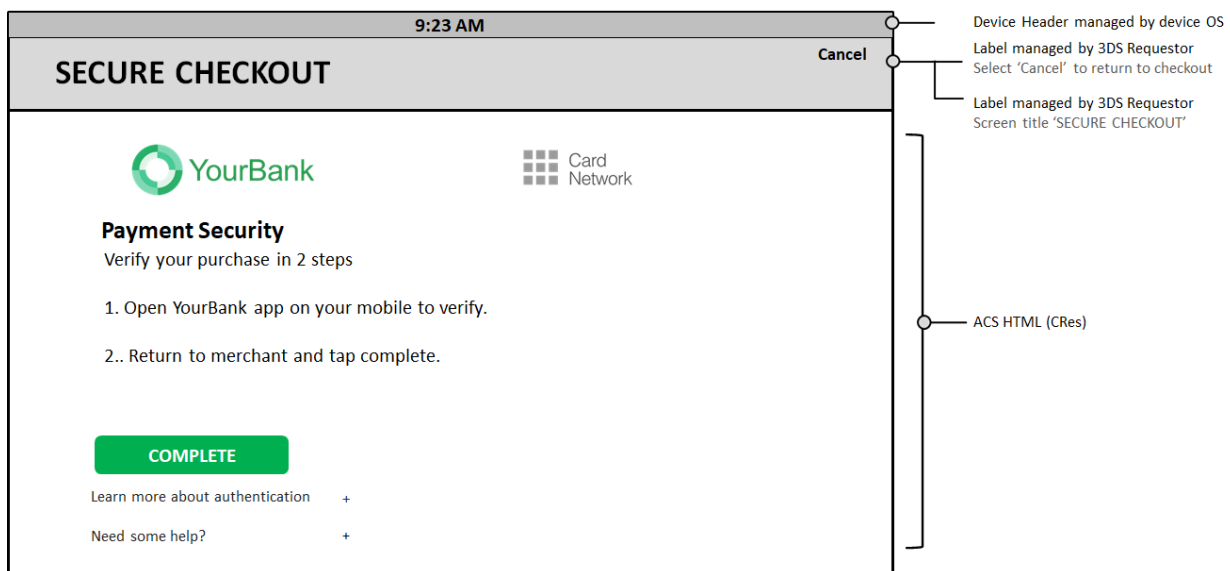 9:23 AM
SECURE CHECKOUT
Cancel
YourBank
Card
Network
Payment Security
Verify your purchase in 2 steps
1. Open YourBank app on your mobile to verify.
2.. Return to merchant and tap complete.
COMPLETE
Learn more about authentication +
Need some help? +
Device Header managed by device OS
Label managed by 3DS Requestor
Select ‘Cancel’ to return to checkout
Label managed by 3DS Requestor
Screen title ‘SECURE CHECKOUT’
ACS HTML (CRes)